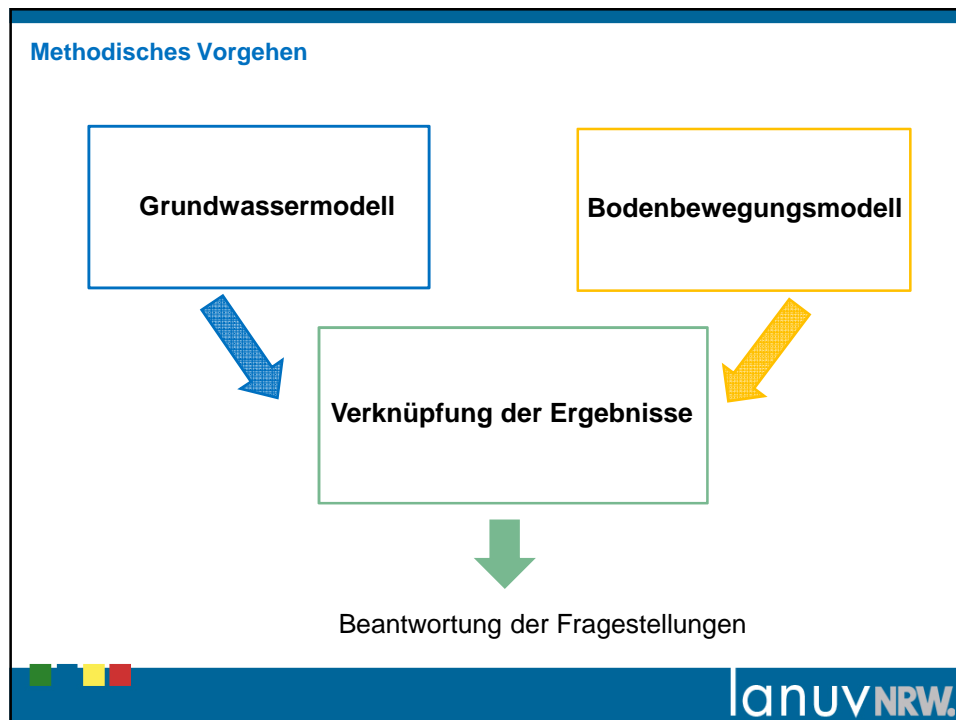 Methodisches Vorgehen
Grundwassermodell
Bodenbewegungsmodell
Verknüpfung der Ergebnisse
Beantwortung der Fragestellungen
lanuvNRW.